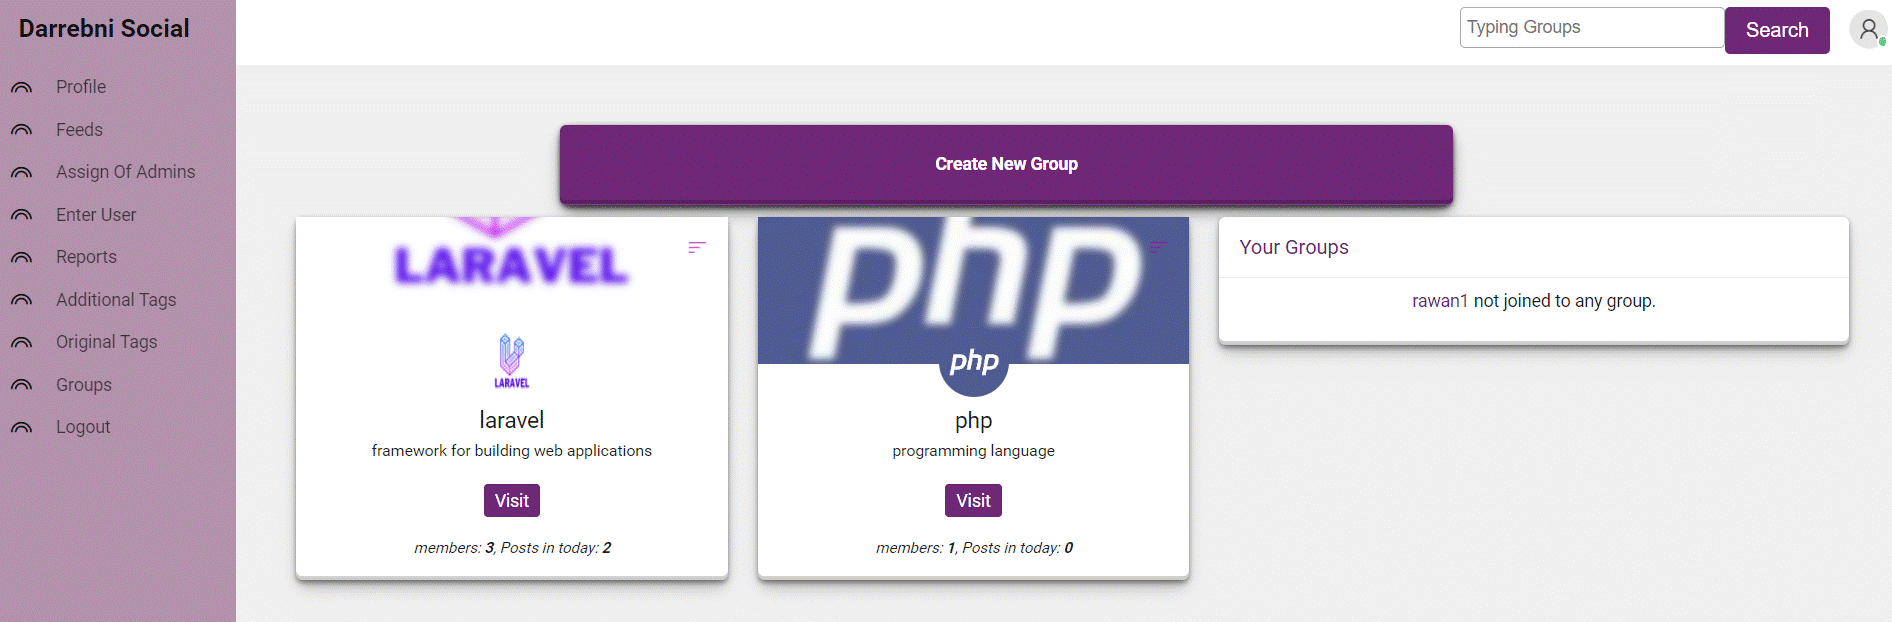 Darrebni Social
Typing Groups
Search
Profile
Feeds
Assign Of Admins
Enter User
Reports
Additional Tags
Original Tags
Groups
Logout
Create New Group
LARAVEL
LARAVEL
laravel
framework for building web applications
Visit
members: 3, Posts in today: 2
php
php
php
programming language
Visit
members: 1, Posts in today: 0
Your Groups
rawan1 not joined to any group.